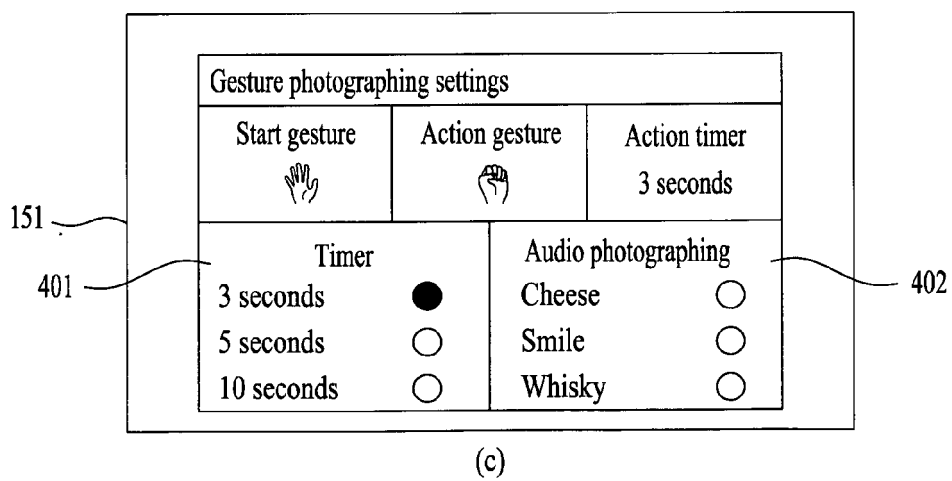 Gesture photographing settings
Start gesture
Action gesture
Action timer
3 seconds
151
401
Timer
3 seconds
5 seconds
10 seconds
Audio photographing
Cheese
Smile
Whisky
402
(c)